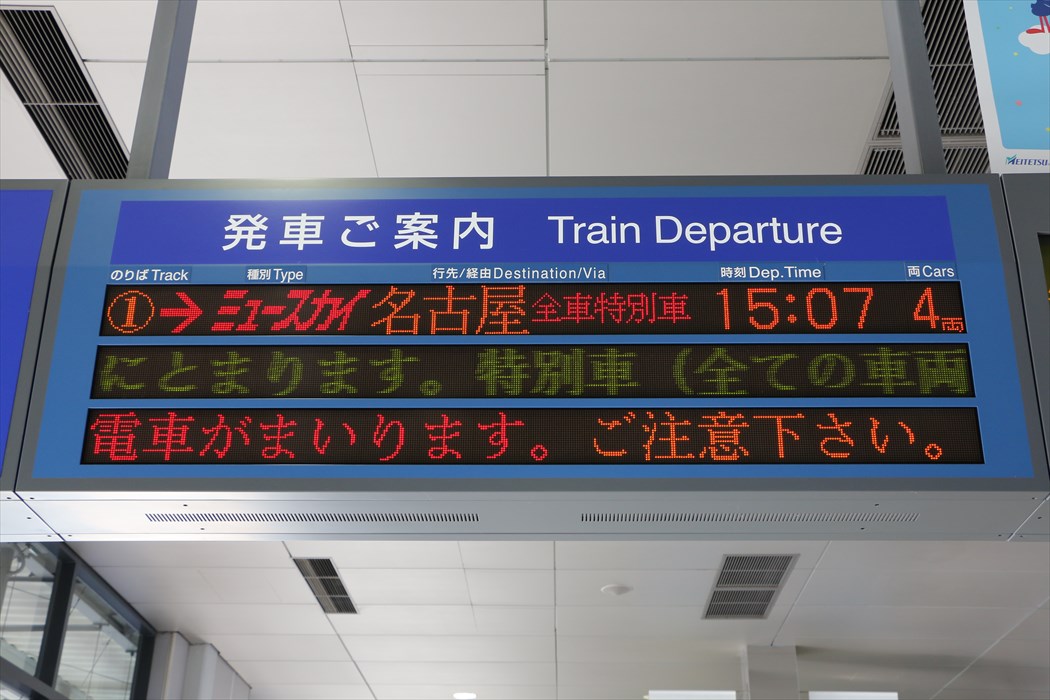 発車ご案内 Train Departure
のりば Track 種別 Type 行先/経由 Destination/Via 時刻 Dep.Time 両 Cars
①→ミュースカイ 名古屋 全車特別車 15:07 4両
にとまります。特別車（全ての車両
電車がまいります。ご注意下さい。
MEITETSU